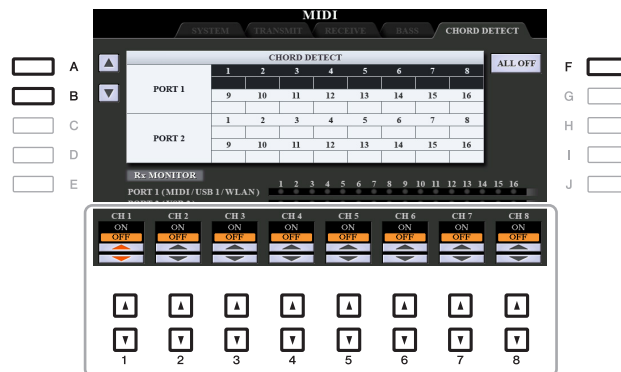 MIDI
SYSTEM TRANSMIT RECEIVE BASS CHORD DETECT
CHORD DETECT
ALL OFF
PORT 1
1 2 3 4 5 6 7 8
9 10 11 12 13 14 15 16
PORT 2
1 2 3 4 5 6 7 8
9 10 11 12 13 14 15 16
A
B
C
D
E
F
G
H
I
J
Rx MONITOR
1 2 3 4 5 6 7 8 9 10 11 12 13 14 15 16
PORT 1 (MIDI/USB 1/WLAN)
CH 1 CH 2 CH 3 CH 4 CH 5 CH 6 CH 7 CH 8
ON ON ON ON ON ON ON ON
OFF OFF OFF OFF OFF OFF OFF OFF
1 2 3 4 5 6 7 8